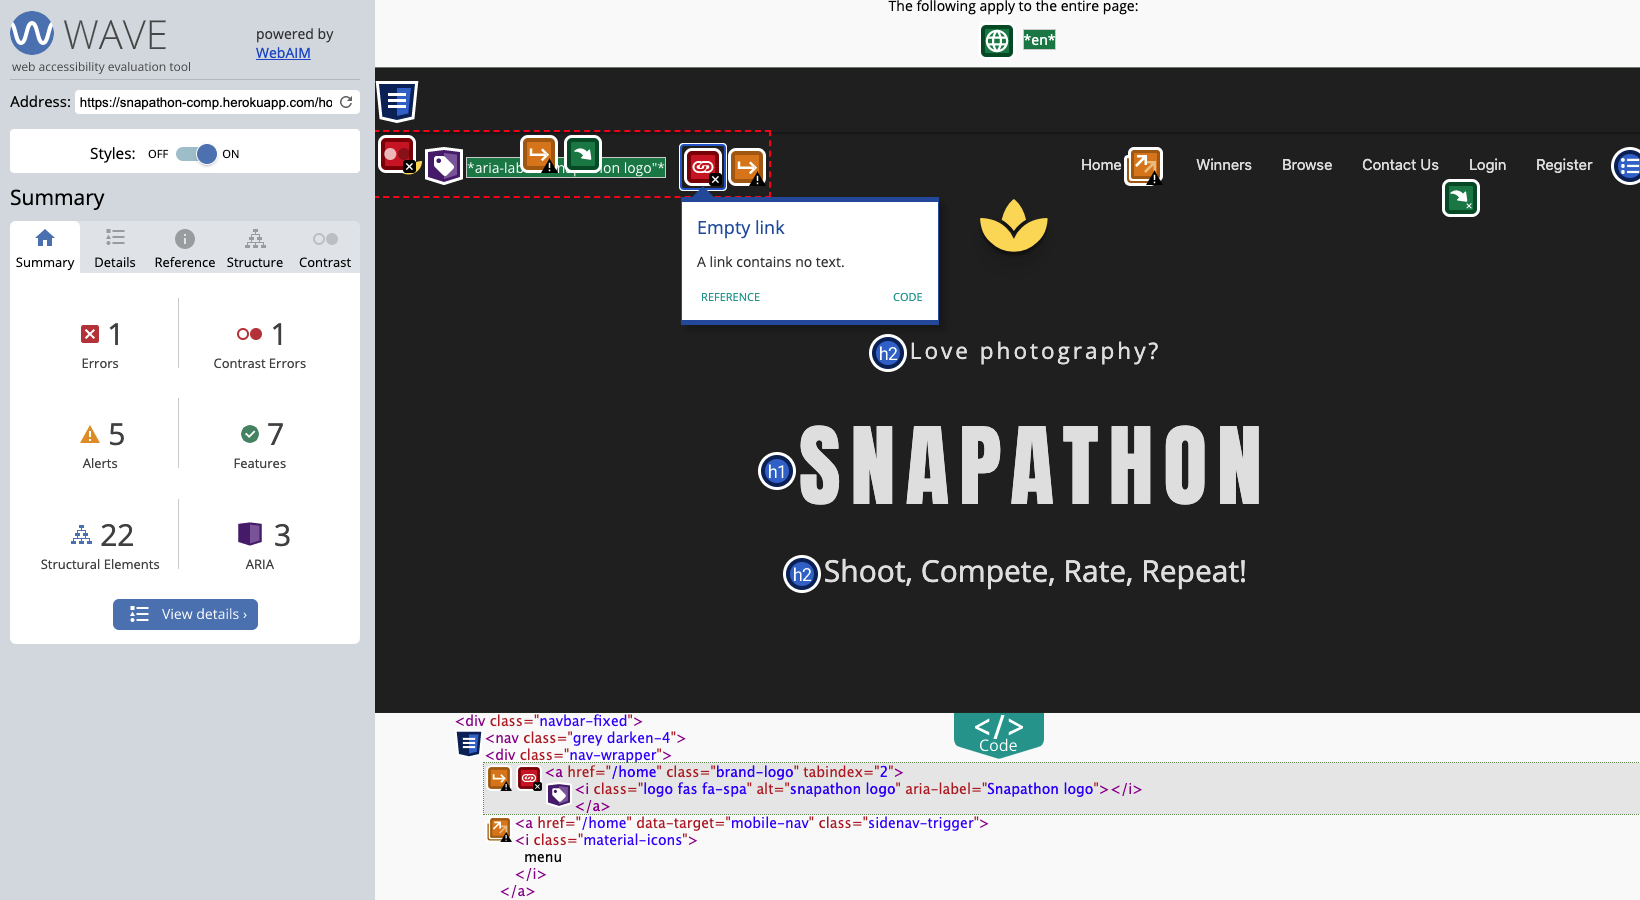 WAVE
web accessibility evaluation tool
powered by
WebAIM
Address: https://snapathon-comp.herokuapp.com/ho
Styles: OFF ON
Summary
Summary Details Reference Structure Contrast
1 1
Errors Contrast Errors
5 7
Alerts Features
22 3
Structural Elements ARIA
View details ›
The following apply to the entire page:
*en*
*aria-lab on logo"*
Home Winners Browse Contact Us Login Register
Empty link
A link contains no text.
REFERENCE CODE
h2 Love photography?
h1 SNAPATHON
h2 Shoot, Compete, Rate, Repeat!
</>
Code
<div class="navbar-fixed">
<nav class="grey darken-4">
<div class="nav-wrapper">
<a href="/home" class="brand-logo" tabindex="2">
<i class="logo fas fa-spa" alt="snapathon logo" aria-label="Snapathon logo"></i>
</a>
<a href="/home" data-target="mobile-nav" class="sidenav-trigger">
<i class="material-icons">
menu
</i>
</a>